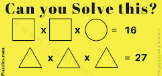 Can you Solve this?
x x = 16
x x = 27